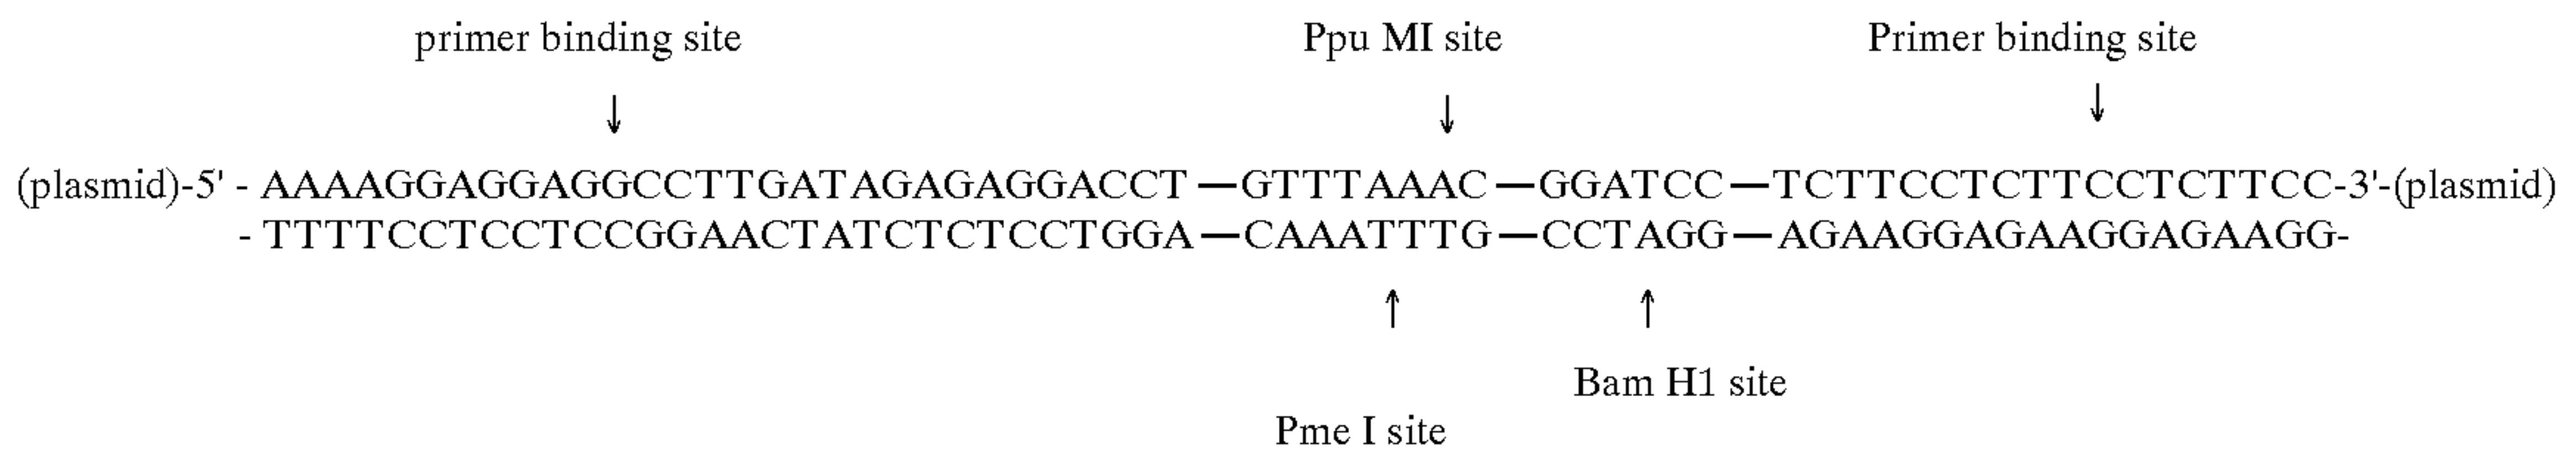 primer binding site Ppu MI site Primer binding site
↓ ↓ ↓
(plasmid)-5' - AAAAGGAGGAGGCCTTGATAGAGAGGACCT — GTTTAAAC — GGATCC — TCTTCCTCTTCCTCTTCC-3'-(plasmid)
- TTTTCCTCCTCCGGAACTATCTCTCCTGGA — CAAATTTG — CCTAGG — AGAAGGAGAAGGAGAAGG-
↑ ↑
Bam H1 site
Pme I site